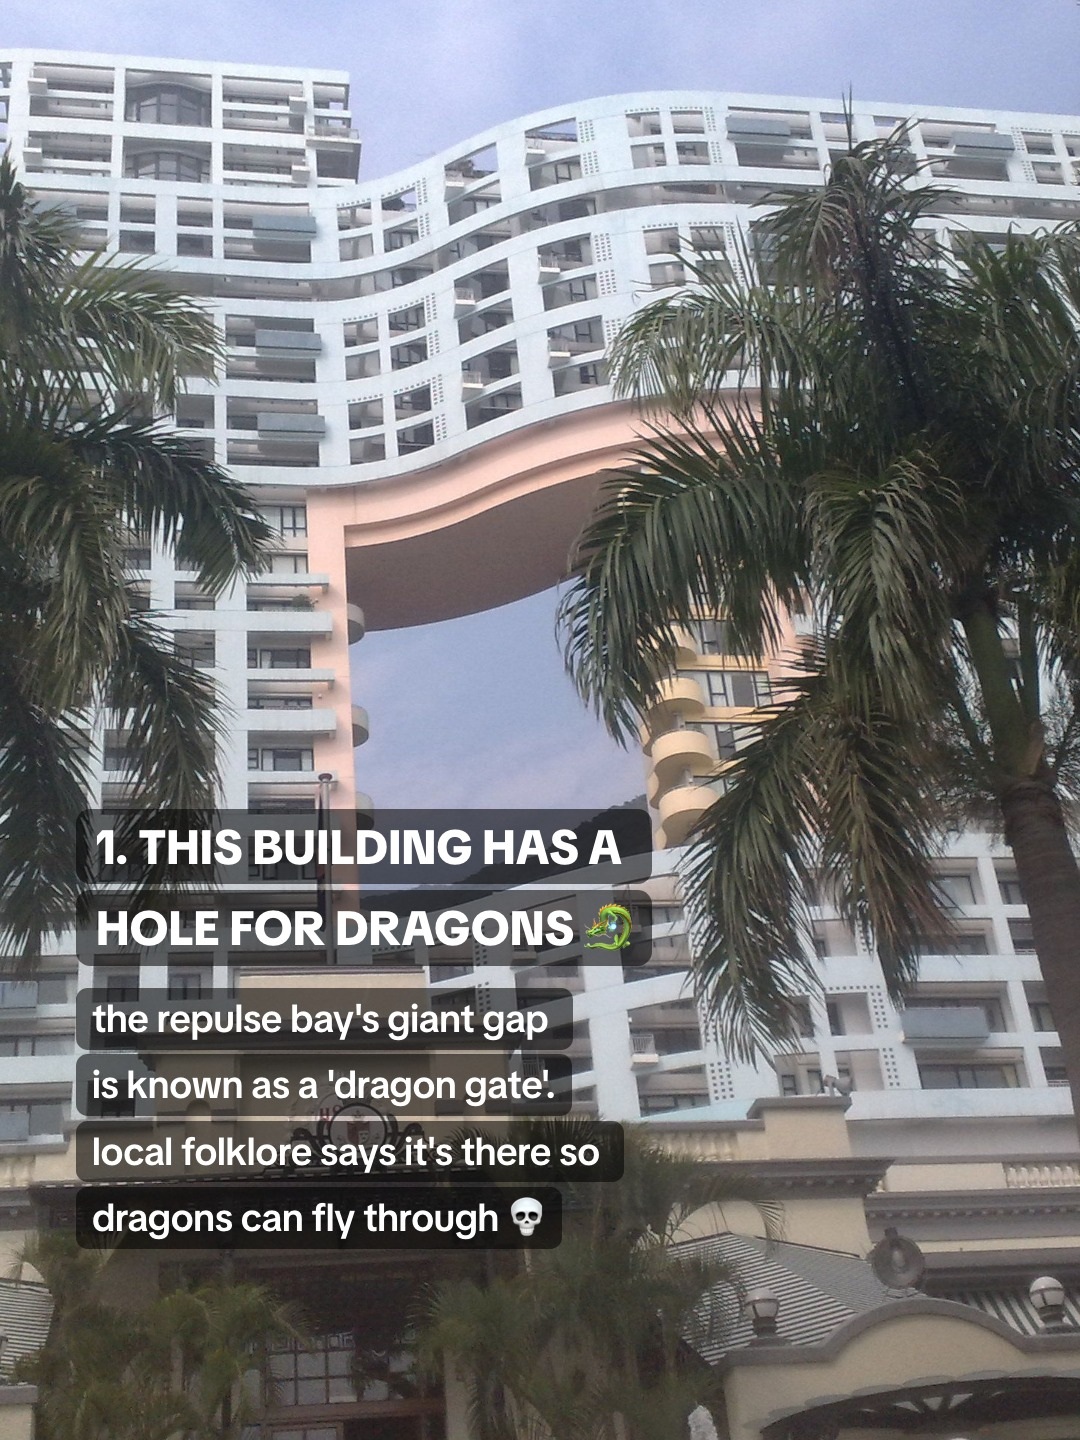 1. THIS BUILDING HAS A
HOLE FOR DRAGONS 🐉
the repulse bay's giant gap
is known as a 'dragon gate'.
local folklore says it's there so
dragons can fly through 💀